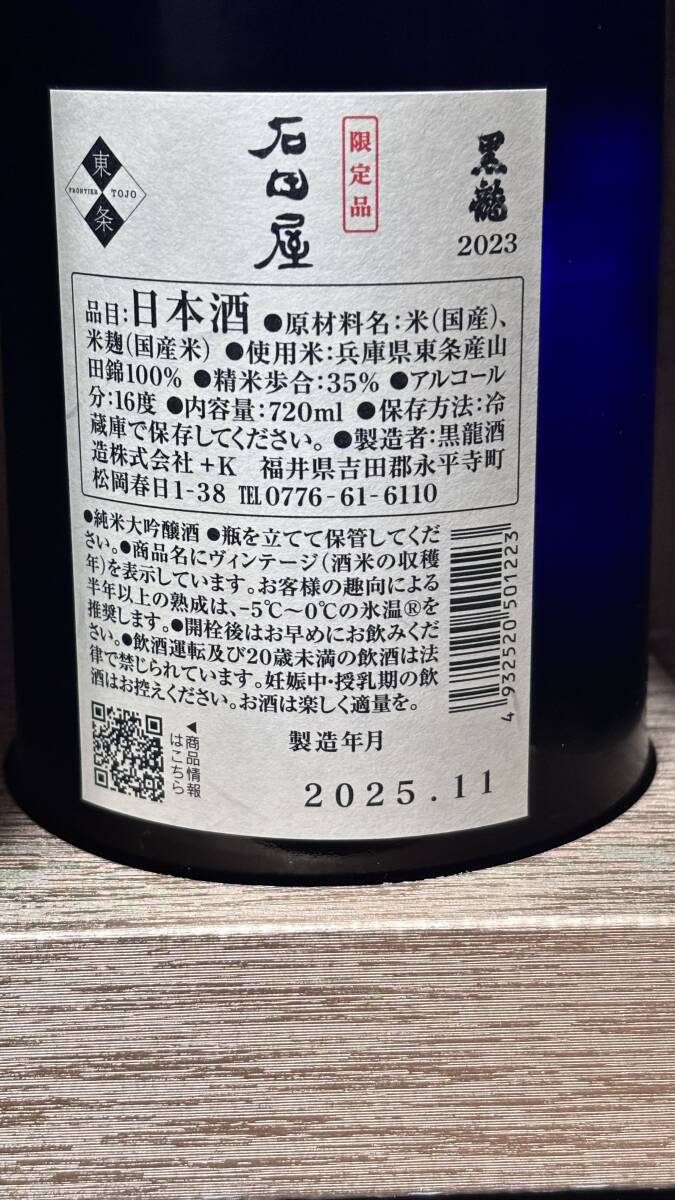 東
FRONTIER TOJO
条
石田屋
限定品
黒龍
2023
品目:日本酒 ●原材料名:米(国産)、
米麹(国産米) ●使用米:兵庫県東条産山
田錦100% ●精米歩合:35% ●アルコール
分:16度 ●内容量:720ml ●保存方法:冷
蔵庫で保存してください。 ●製造者:黒龍酒
造株式会社+K 福井県吉田郡永平寺町
松岡春日1-38 TEL0776-61-6110
●純米大吟醸酒 ●瓶を立てて保管してくだ
さい。●商品名にヴィンテージ(酒米の収穫
年)を表示しています。お客様の趣向による
半年以上の熟成は、-5℃〜0℃の氷温®を
推奨します。●開栓後はお早めにお飲みくだ
さい。●飲酒運転及び20歳未満の飲酒は法
律で禁じられています。妊娠中・授乳期の飲
酒はお控えください。お酒は楽しく適量を。
4 932520 501223
◀商品情報
はこちら
製造年月
2025.11